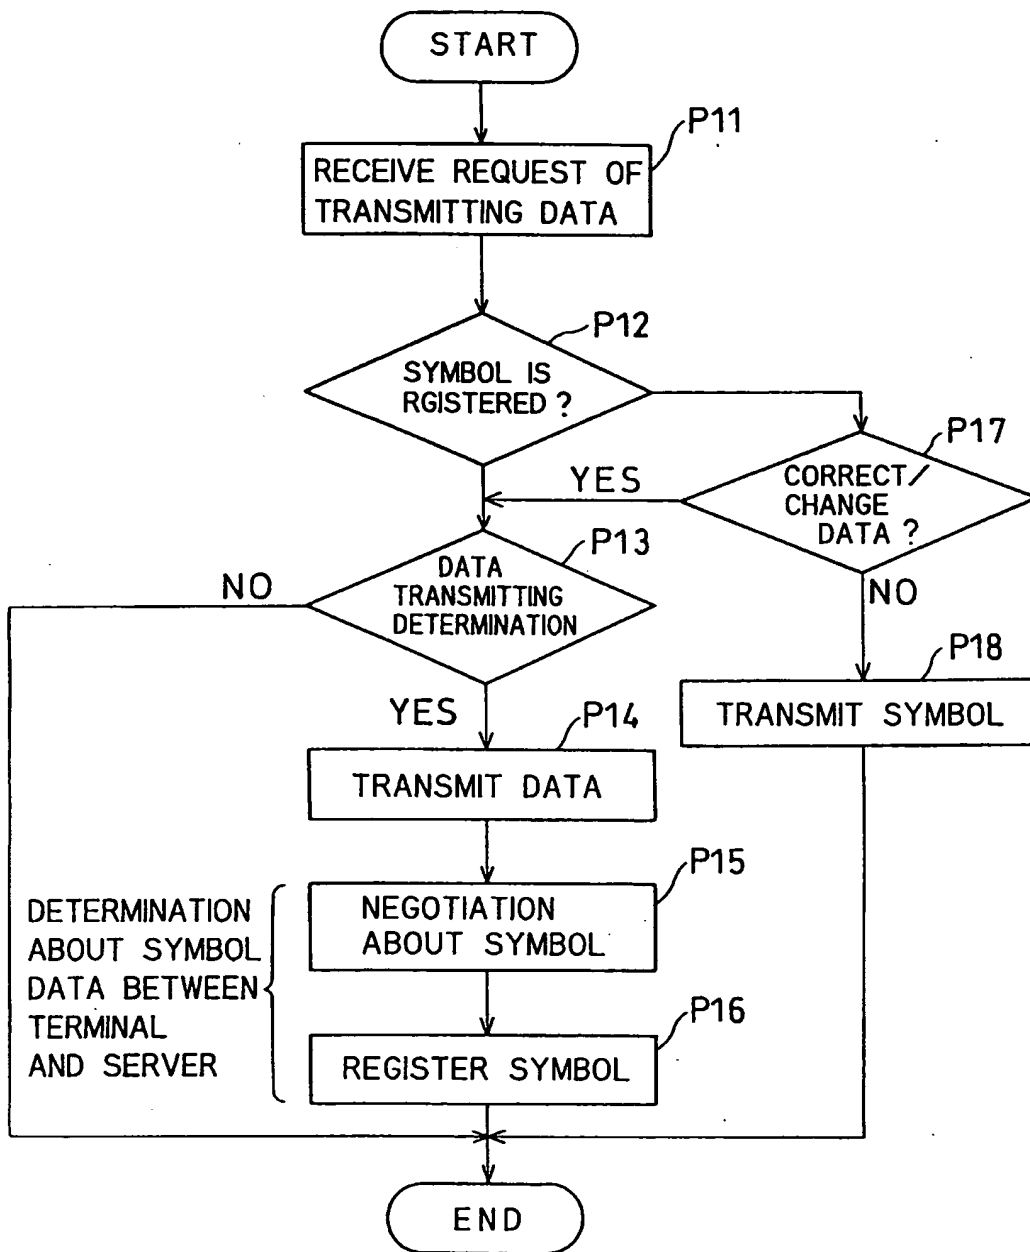 START
P11
RECEIVE REQUEST OF
TRANSMITTING DATA
P12
SYMBOL IS
RGISTERED ?
P17
CORRECT/
CHANGE
DATA ?
YES
P13
DATA
TRANSMITTING
DETERMINATION
NO
NO
P18
TRANSMIT SYMBOL
YES
P14
TRANSMIT DATA
P15
NEGOTIATION
ABOUT SYMBOL
DETERMINATION
ABOUT SYMBOL
DATA BETWEEN
TERMINAL
AND SERVER
P16
REGISTER SYMBOL
END